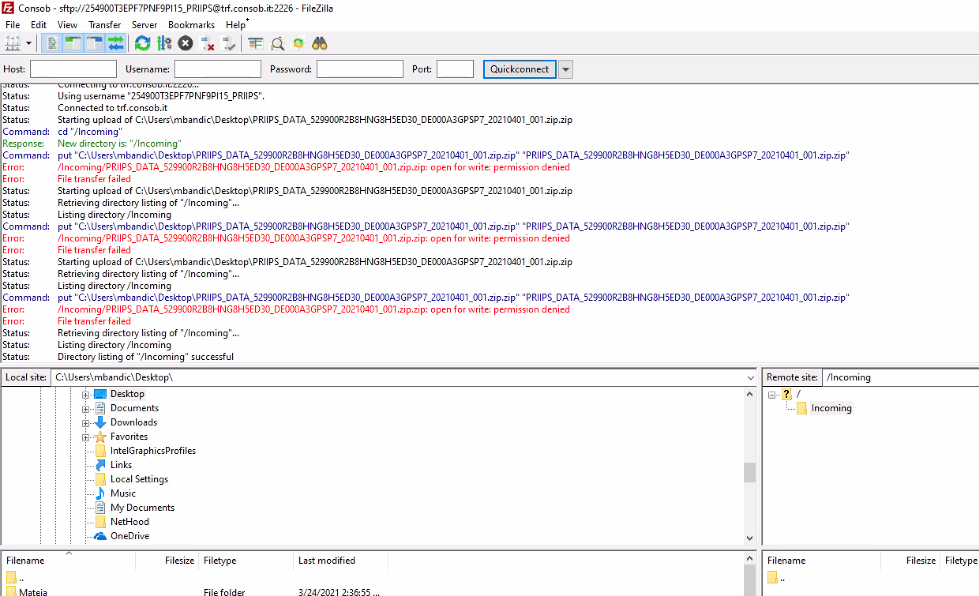 Consob - sftp://254900T3EPF7PNF9PI15_PRIIPS@trf.consob.it:2226 - FileZilla
File Edit View Transfer Server Bookmarks Help
Host: Username: Password: Port: Quickconnect
Status: Connecting to trf.consob.it:2226...
Status: Using username "254900T3EPF7PNF9PI15_PRIIPS".
Status: Connected to trf.consob.it
Status: Starting upload of C:\Users\mbandic\Desktop\PRIIPS_DATA_529900R2B8HNG8H5ED30_DE000A3GPSP7_20210401_001.zip.zip
Command: cd "/Incoming"
Response: New directory is: "/Incoming"
Command: put "C:\Users\mbandic\Desktop\PRIIPS_DATA_529900R2B8HNG8H5ED30_DE000A3GPSP7_20210401_001.zip.zip" "PRIIPS_DATA_529900R2B8HNG8H5ED30_DE000A3GPSP7_20210401_001.zip.zip"
Error: /Incoming/PRIIPS_DATA_529900R2B8HNG8H5ED30_DE000A3GPSP7_20210401_001.zip.zip: open for write: permission denied
Error: File transfer failed
Status: Starting upload of C:\Users\mbandic\Desktop\PRIIPS_DATA_529900R2B8HNG8H5ED30_DE000A3GPSP7_20210401_001.zip.zip
Status: Retrieving directory listing of "/Incoming"...
Status: Listing directory /Incoming
Command: put "C:\Users\mbandic\Desktop\PRIIPS_DATA_529900R2B8HNG8H5ED30_DE000A3GPSP7_20210401_001.zip.zip" "PRIIPS_DATA_529900R2B8HNG8H5ED30_DE000A3GPSP7_20210401_001.zip.zip"
Error: /Incoming/PRIIPS_DATA_529900R2B8HNG8H5ED30_DE000A3GPSP7_20210401_001.zip.zip: open for write: permission denied
Error: File transfer failed
Status: Starting upload of C:\Users\mbandic\Desktop\PRIIPS_DATA_529900R2B8HNG8H5ED30_DE000A3GPSP7_20210401_001.zip.zip
Status: Retrieving directory listing of "/Incoming"...
Status: Listing directory /Incoming
Command: put "C:\Users\mbandic\Desktop\PRIIPS_DATA_529900R2B8HNG8H5ED30_DE000A3GPSP7_20210401_001.zip.zip" "PRIIPS_DATA_529900R2B8HNG8H5ED30_DE000A3GPSP7_20210401_001.zip.zip"
Error: /Incoming/PRIIPS_DATA_529900R2B8HNG8H5ED30_DE000A3GPSP7_20210401_001.zip.zip: open for write: permission denied
Error: File transfer failed
Status: Retrieving directory listing of "/Incoming"...
Status: Listing directory /Incoming
Status: Directory listing of "/Incoming" successful
Local site: C:\Users\mbandic\Desktop\
Desktop
Documents
Downloads
Favorites
IntelGraphicsProfiles
Links
Local Settings
Music
My Documents
NetHood
OneDrive
Remote site: /Incoming
/
Incoming
Filename Filesize Filetype Last modified
..
Mateja File folder 3/24/2021 2:36:55 ...
Filename Filesize Filetype
..